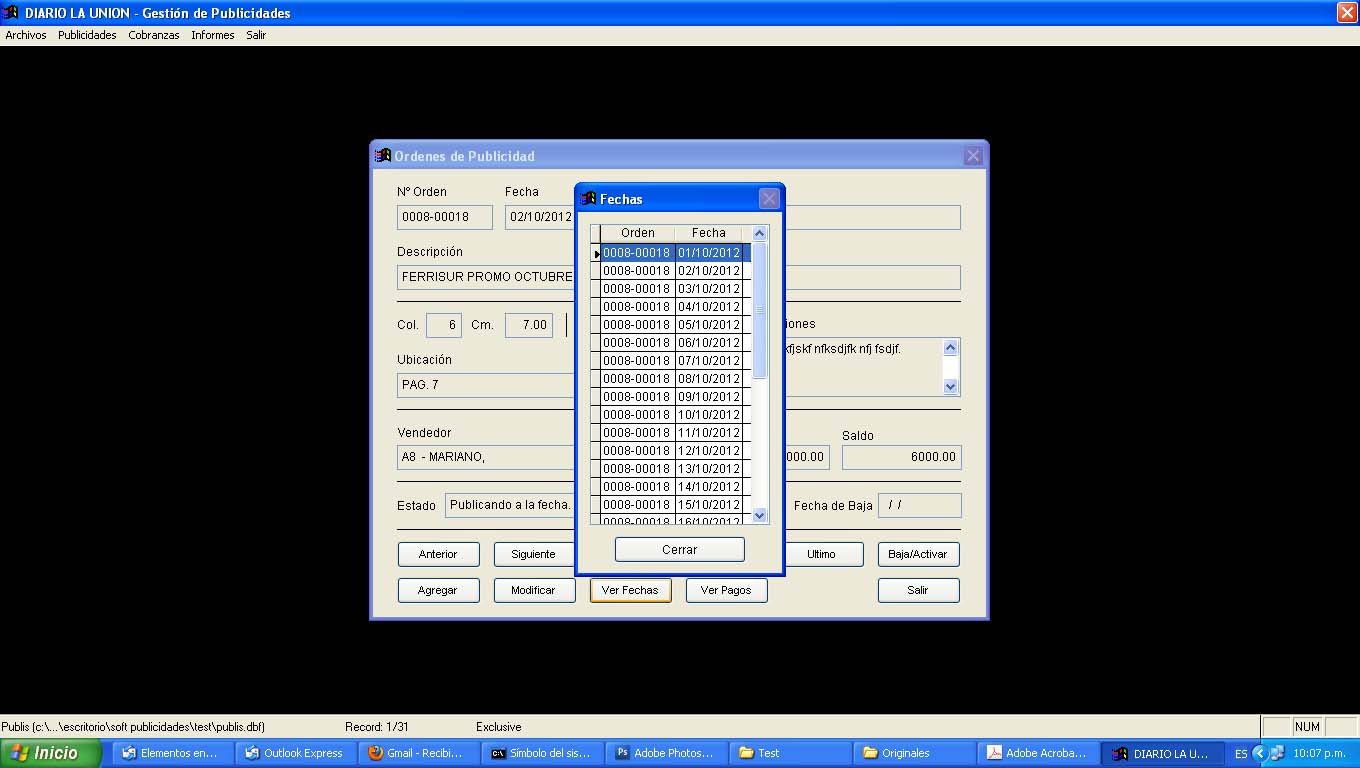 DIARIO LA UNION - Gestión de Publicidades
Archivos Publicidades Cobranzas Informes Salir
Ordenes de Publicidad
Nº Orden Fecha
0008-00018 02/10/2012
Descripción
FERRISUR PROMO OCTUBRE
Col. 6 Cm. 7.00 iones
kfjskf nfksdjfk nfj fsdjf.
Ubicación
PAG. 7
Vendedor Saldo
A8 - MARIANO, 000.00 6000.00
Estado Publicando a la fecha. Fecha de Baja / /
Anterior Siguiente Ultimo Baja/Activar
Agregar Modificar Ver Fechas Ver Pagos Salir
Fechas
Orden Fecha
0008-00018 01/10/2012
0008-00018 02/10/2012
0008-00018 03/10/2012
0008-00018 04/10/2012
0008-00018 05/10/2012
0008-00018 06/10/2012
0008-00018 07/10/2012
0008-00018 08/10/2012
0008-00018 09/10/2012
0008-00018 10/10/2012
0008-00018 11/10/2012
0008-00018 12/10/2012
0008-00018 13/10/2012
0008-00018 14/10/2012
0008-00018 15/10/2012
0008-00018 16/10/2012
Cerrar
Publis (c:\...\escritorio\soft publicidades\test\publis.dbf) Record: 1/31 Exclusive NUM
Inicio Elementos en... Outlook Express Gmail - Recibi... Símbolo del sis... Adobe Photos... Test Originales Adobe Acroba... DIARIO LA U... ES 10:07 p.m.